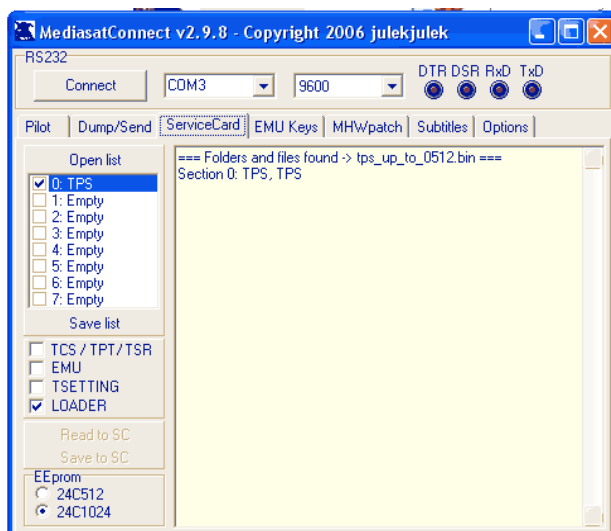 MediasatConnect v2.9.8 - Copyright 2006 julekjulek
RS232
Connect COM3 9600 DTR DSR RxD TxD
Pilot Dump/Send ServiceCard EMU Keys MHWpatch Subtitles Options
Open list
0: TPS
1: Empty
2: Empty
3: Empty
4: Empty
5: Empty
6: Empty
7: Empty
Save list
TCS / TPT / TSR
EMU
TSETTING
LOADER
Read to SC
Save to SC
EEprom
24C512
24C1024
=== Folders and files found -> tps_up_to_0512.bin ===
Section 0: TPS, TPS